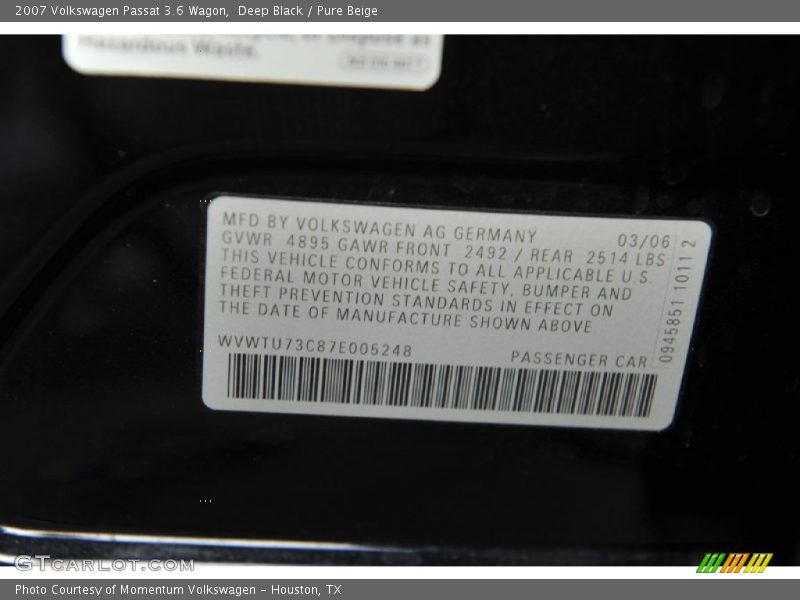 2007 Volkswagen Passat 3.6 Wagon, Deep Black / Pure Beige
Hazardous Waste.
MFD BY VOLKSWAGEN AG GERMANY 03/06
GVWR 4895 GAWR FRONT 2492 / REAR 2514 LBS
THIS VEHICLE CONFORMS TO ALL APPLICABLE U.S.
FEDERAL MOTOR VEHICLE SAFETY, BUMPER AND
THEFT PREVENTION STANDARDS IN EFFECT ON
THE DATE OF MANUFACTURE SHOWN ABOVE.
WVWTU73C87E005248 PASSENGER CAR
0945851 1011 2
GTCARLOT.COM
Photo Courtesy of Momentum Volkswagen - Houston, TX